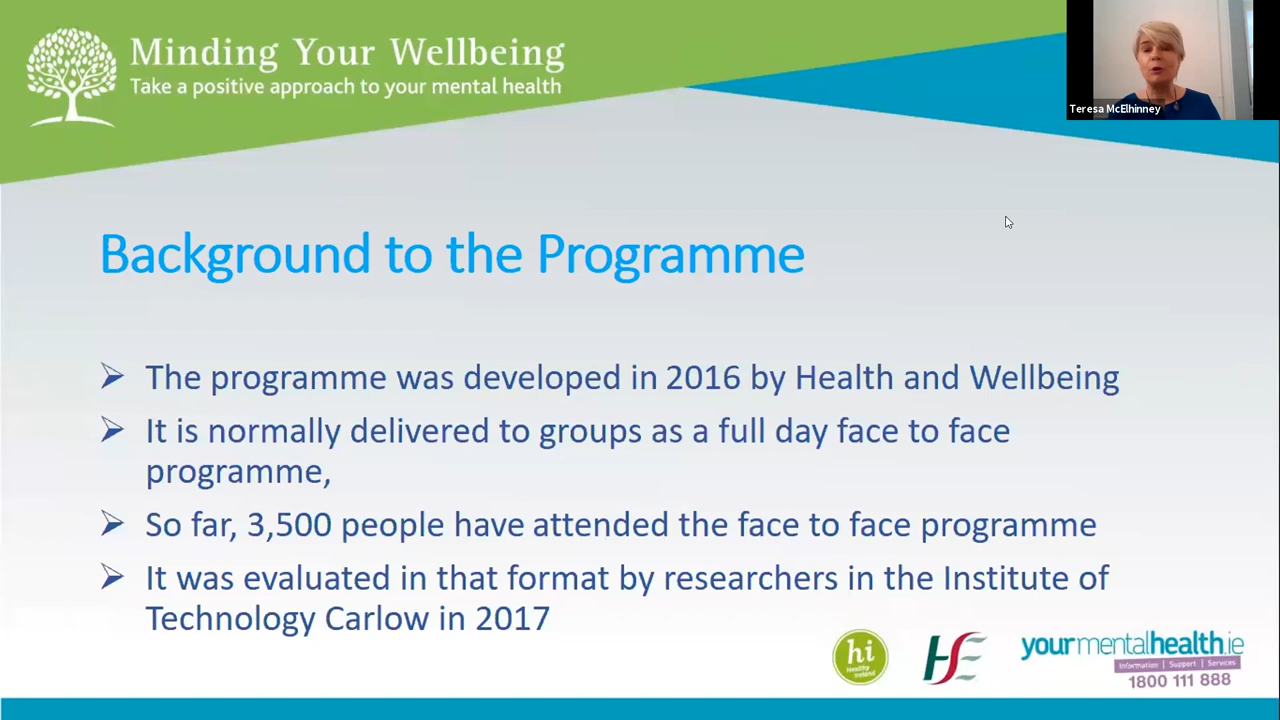 Minding Your Wellbeing
Take a positive approach to your mental health
Teresa McElhinney
Background to the Programme
The programme was developed in 2016 by Health and Wellbeing
It is normally delivered to groups as a full day face to face
programme,
So far, 3,500 people have attended the face to face programme
It was evaluated in that format by researchers in the Institute of
Technology Carlow in 2017
hi
Healthy
Ireland
HSE
yourmentalhealth.ie
Information | Support | Services
1800 111 888